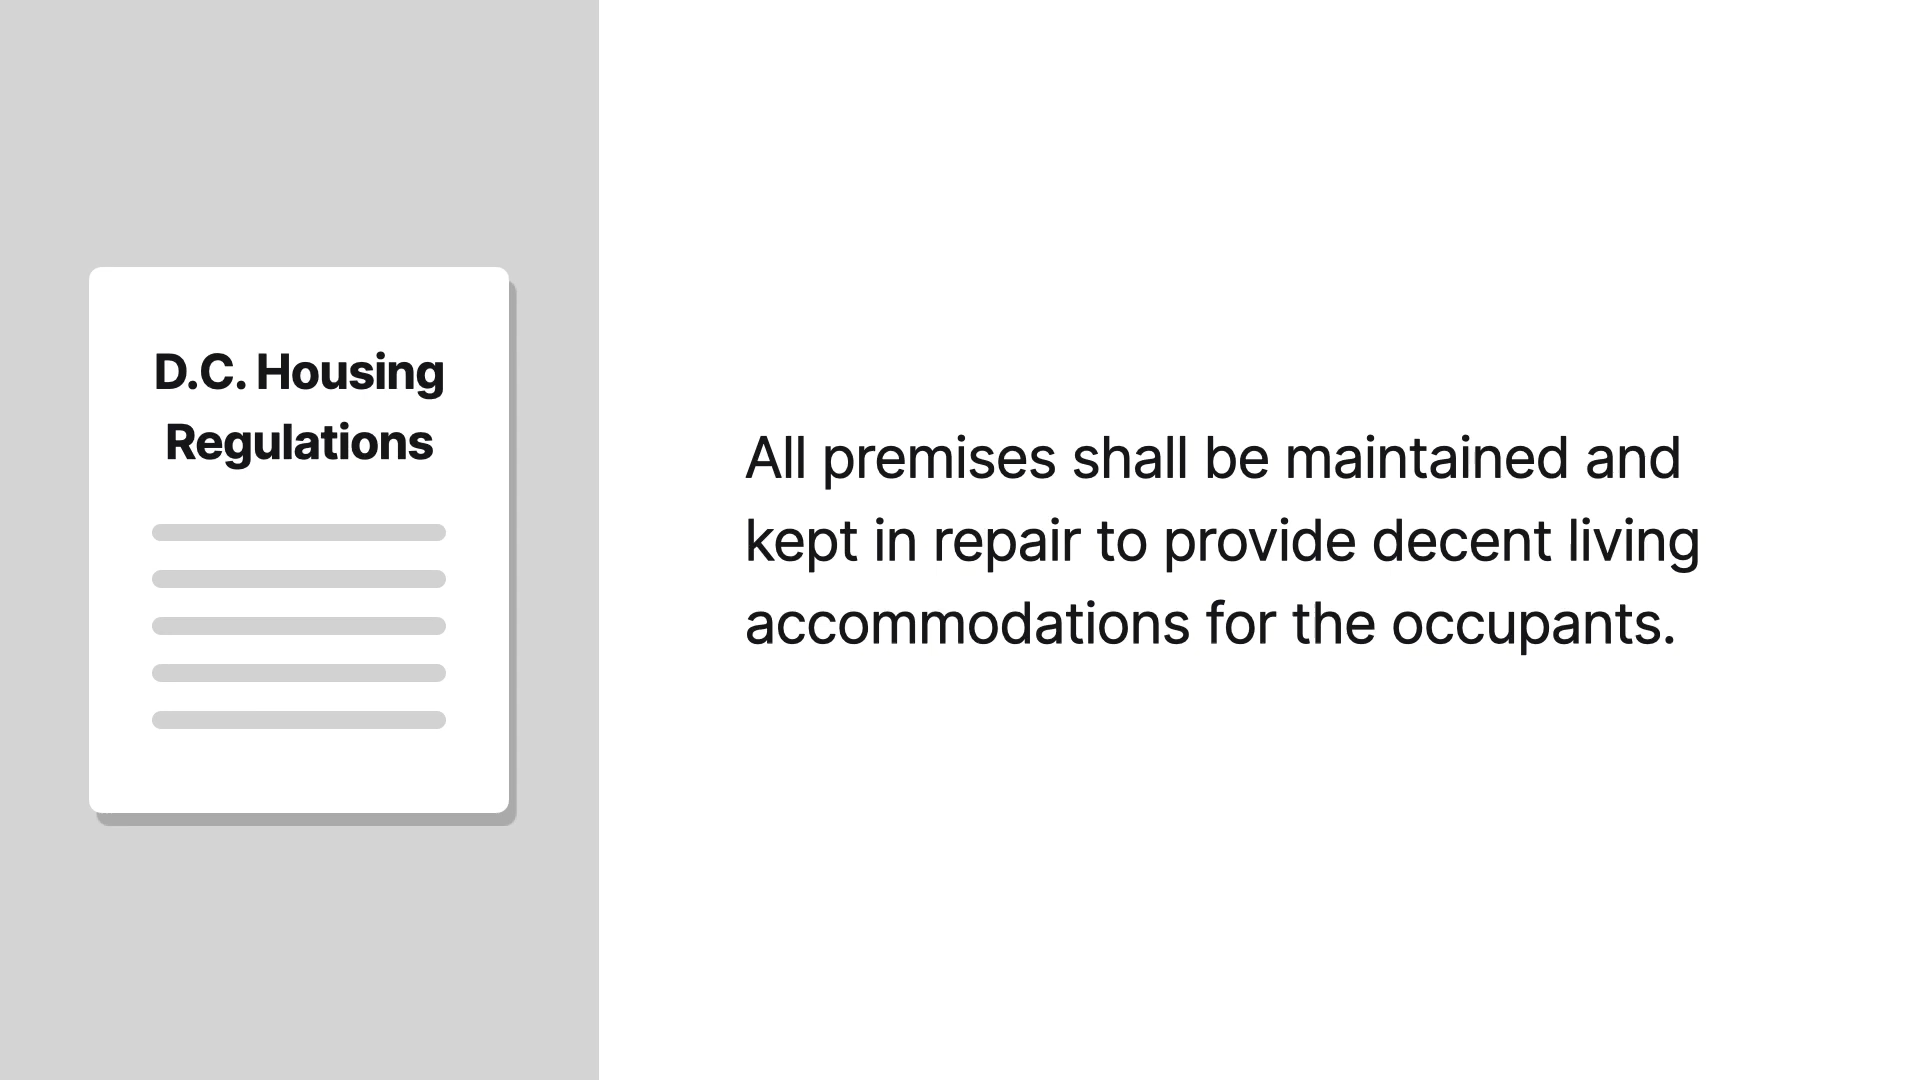 D.C. Housing
Regulations
All premises shall be maintained and
kept in repair to provide decent living
accommodations for the occupants.